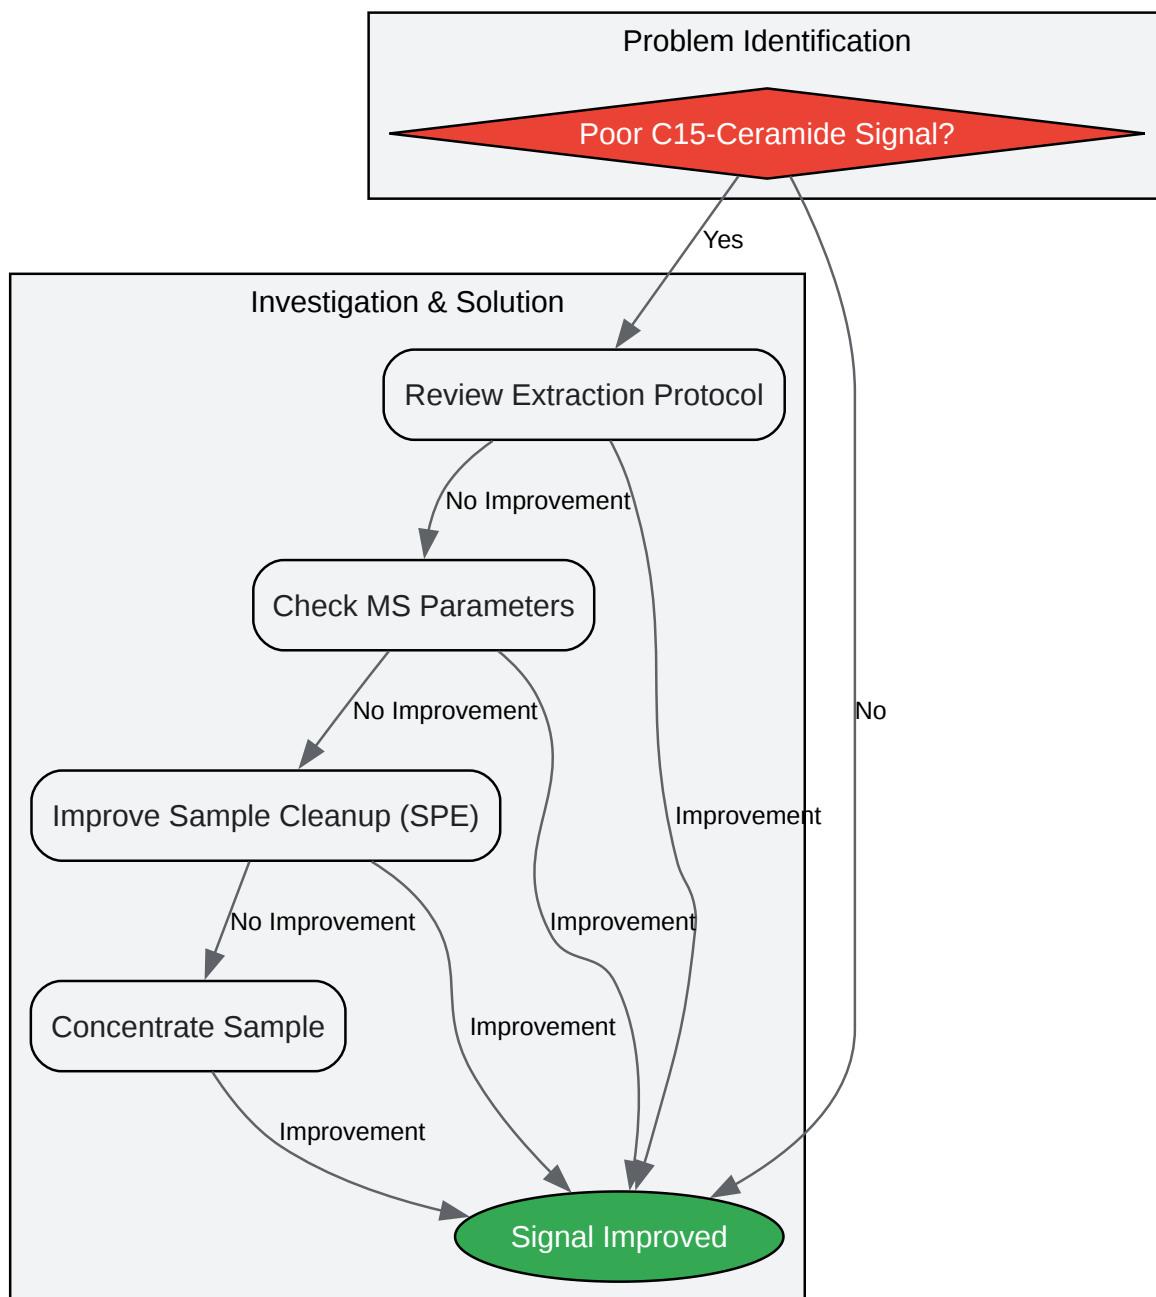 Problem Identification
Poor C15-Ceramide Signal?
Yes
Investigation & Solution
Review Extraction Protocol
No Improvement
Check MS Parameters
No Improvement
No
Improve Sample Cleanup (SPE)
Improvement
No Improvement
Improvement
Concentrate Sample
Improvement
Improvement
Signal Improved